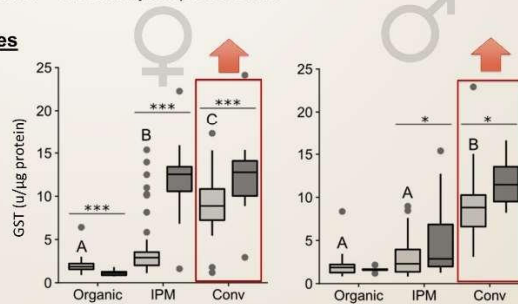 es
25
20
15
10
5
0
GST (u/µg protein)
***
***
***
A
B
C
Organic
IPM
Conv
25
20
15
10
5
0
*
*
A
A
B
Organic
IPM
Conv